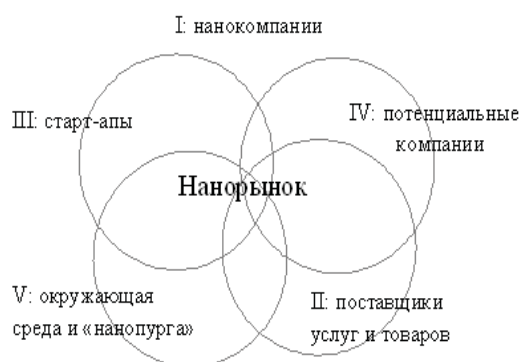 I: нанокомпании
III: старт-апы
IV: потенциальные
компании
Нанорынок
V: окружающая
среда и «нанопурга»
II: поставщики
услуг и товаров